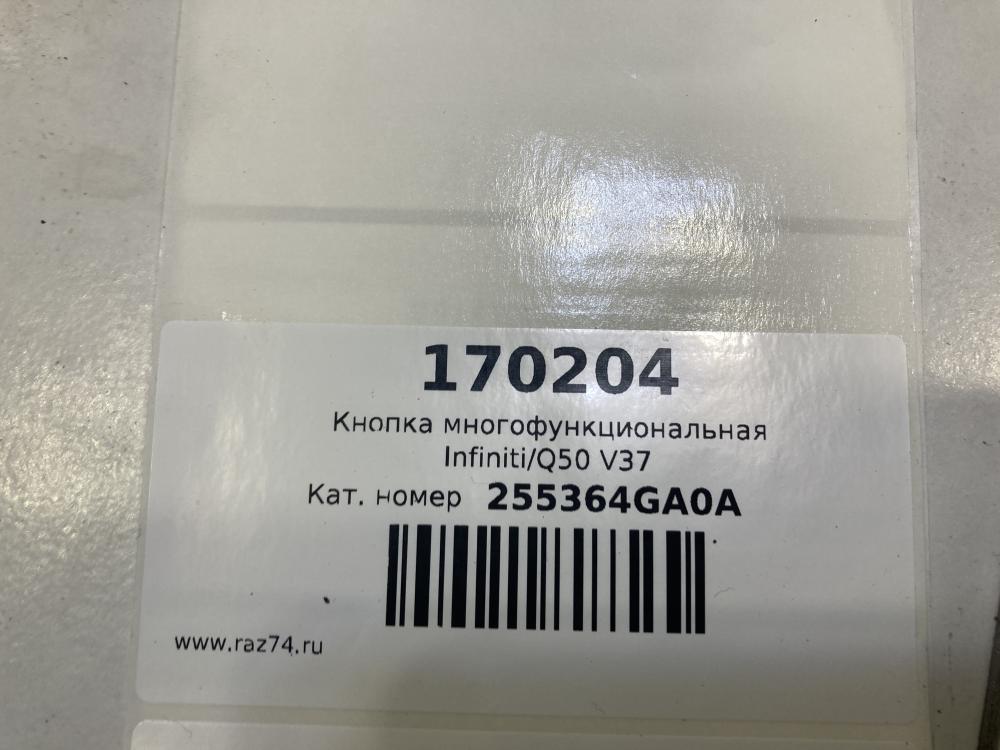 170204
Кнопка многофункциональная
Infiniti/Q50 V37
Кат. номер 255364GA0A
www.raz74.ru